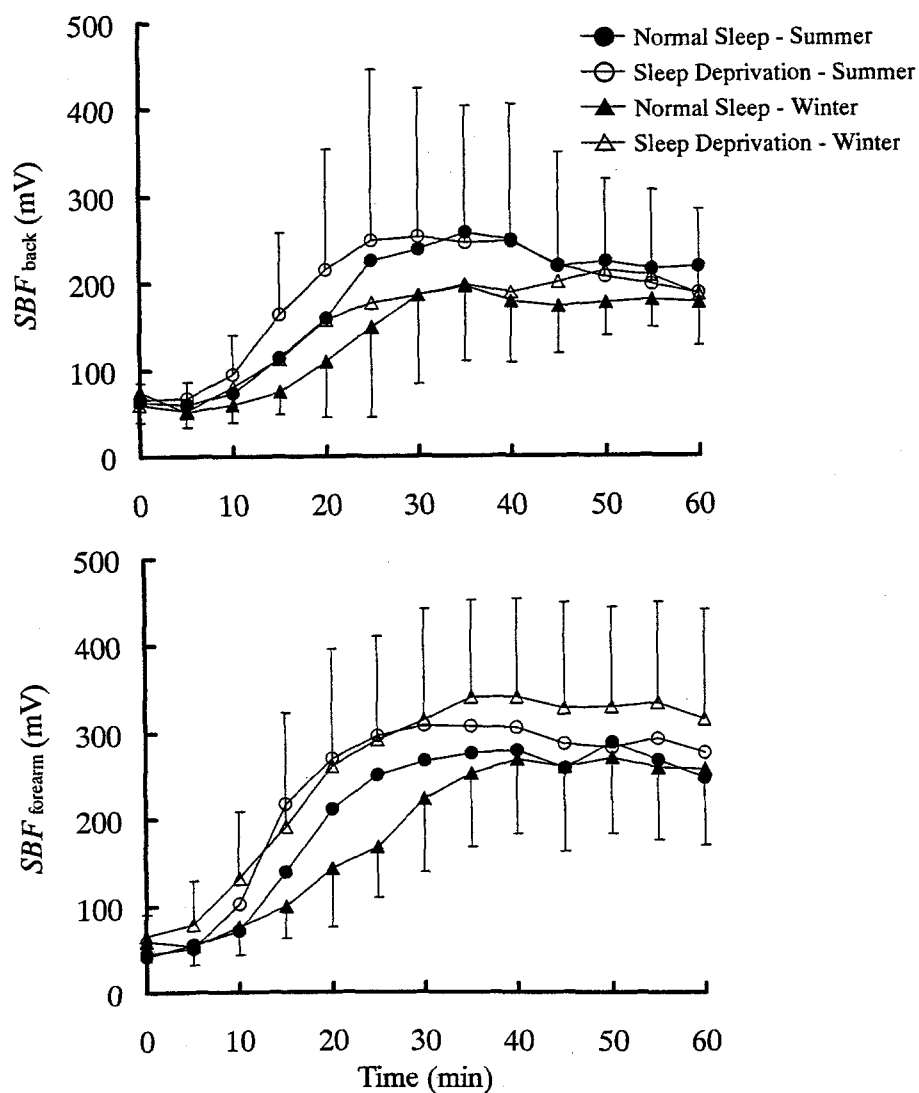 500
400
300
200
100
0
SBF back (mV)
Normal Sleep - Summer
Sleep Deprivation - Summer
Normal Sleep - Winter
Sleep Deprivation - Winter
0 10 20 30 40 50 60
500
400
300
200
100
0
SBF forearm (mV)
0 10 20 30 40 50 60
Time (min)